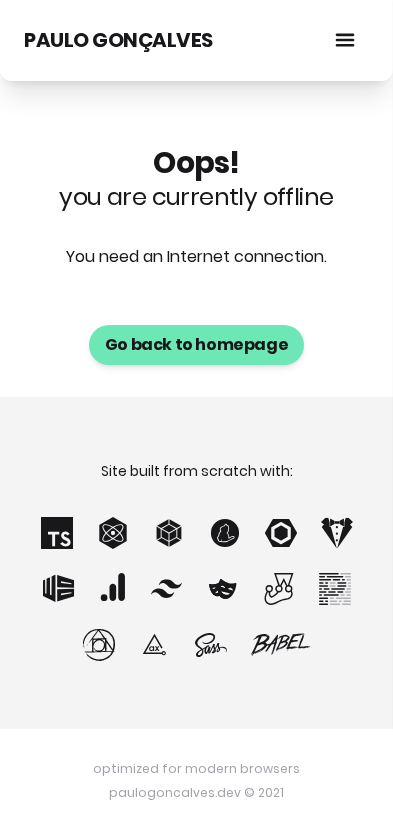 PAULO GONÇALVES
Oops!
you are currently offline
You need an Internet connection.
Go back to homepage
Site built from scratch with:
TS
ax
Sass
BABEL
optimized for modern browsers
paulogoncalves.dev © 2021